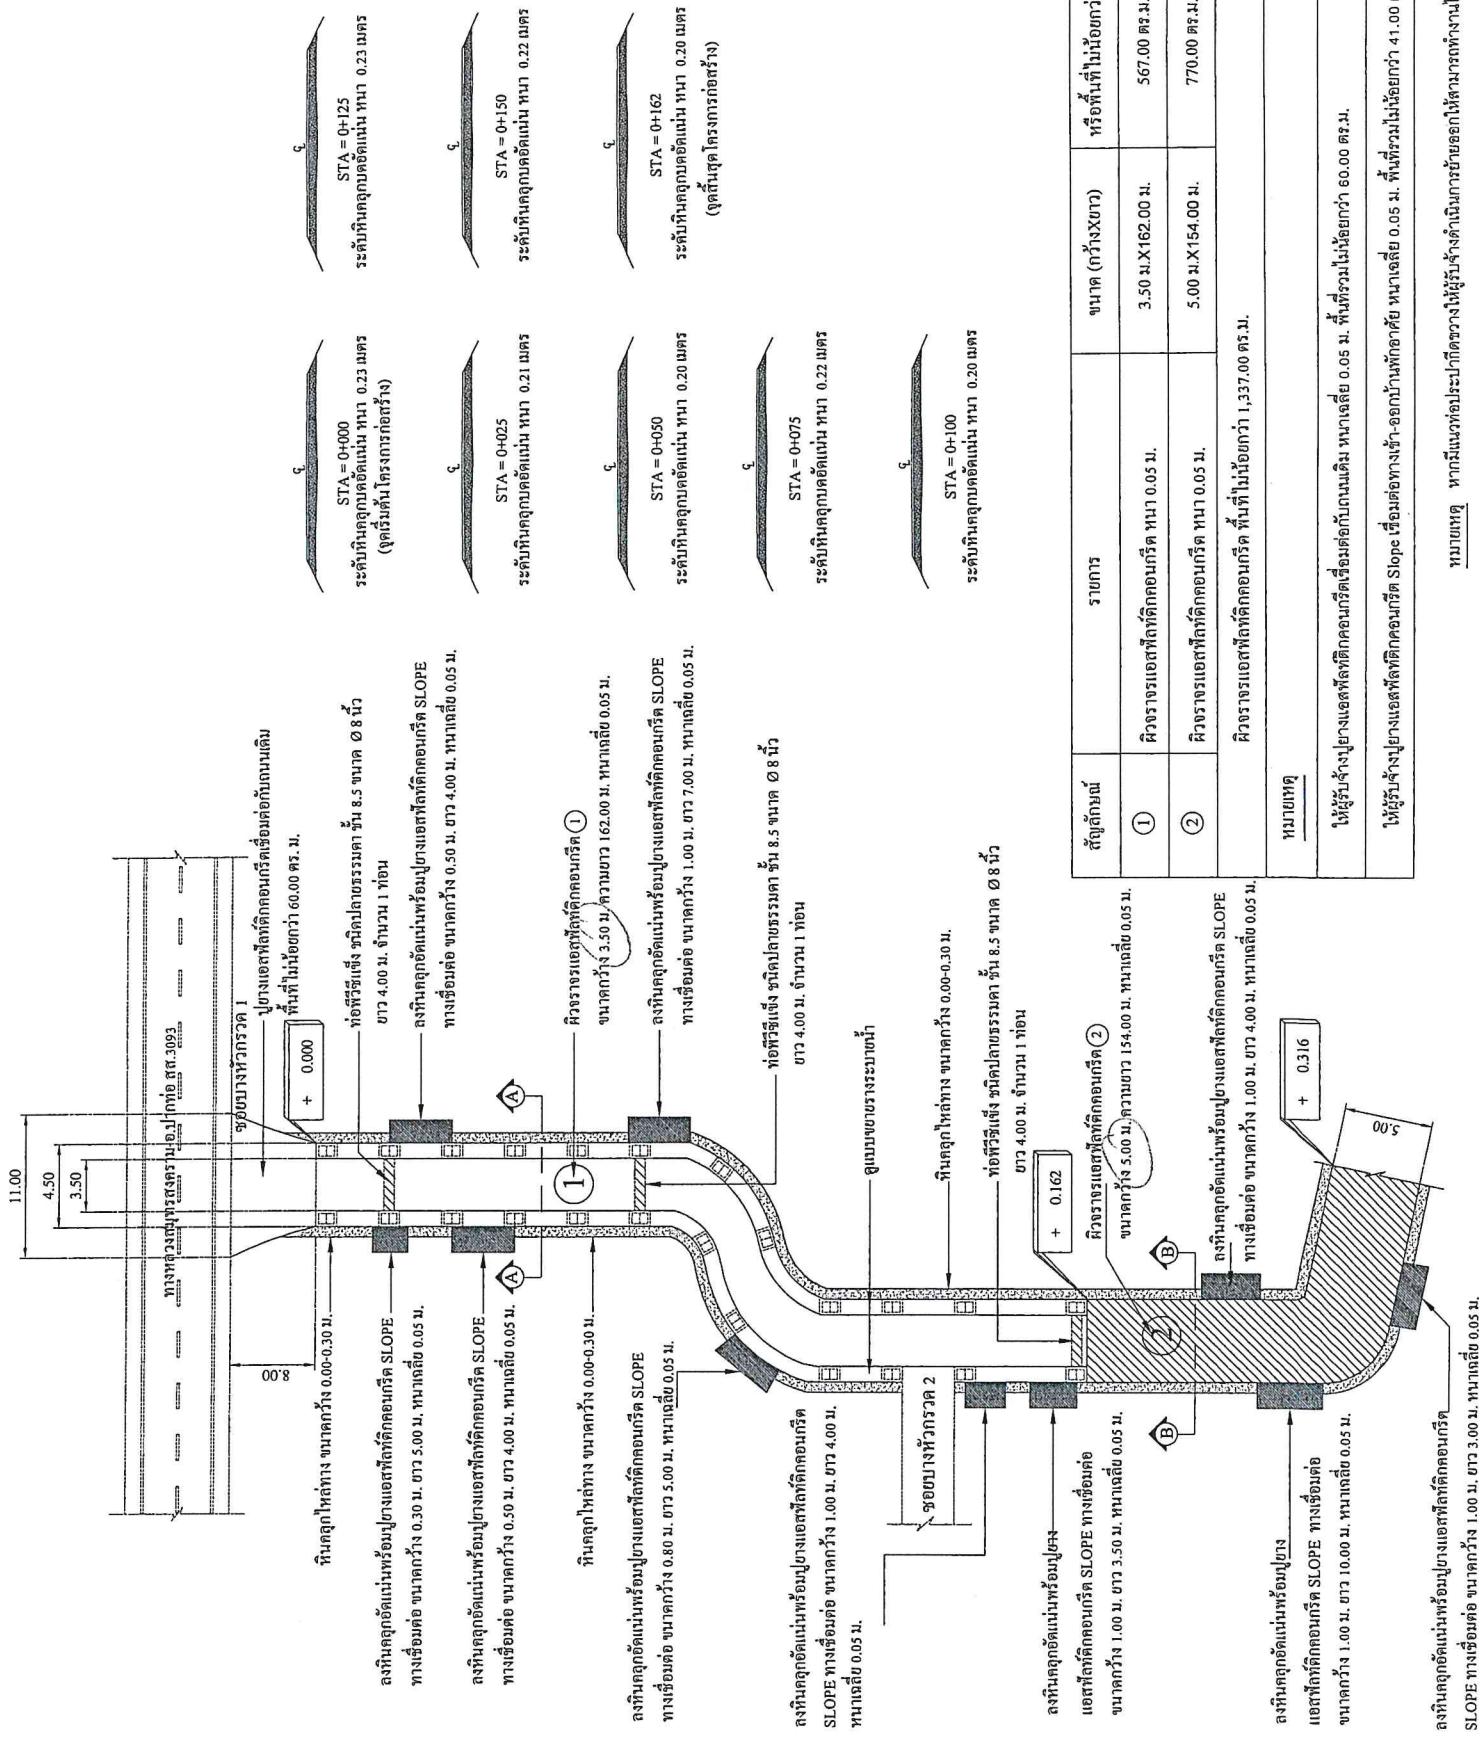 11.00
4.50
3.50
ทางหลวงสมุทรสงคราม-อ.ปากท่อ สส.3093
8.00
ซอยบางหัวกรวด 1
ปูยางแอสฟัลท์ติกคอนกรีตเชื่อมต่อกับถนนเดิม
พื้นที่ไม่น้อยกว่า 60.00 ตร. ม.
+ 0.000
ท่อพีวีซีแข็ง ชนิดปลายธรรมดา ชั้น 8.5 ขนาด Ø 8 นิ้ว
ยาว 4.00 ม. จำนวน 1 ท่อน
ลงหินคลุกอัดแน่นพร้อมปูยางแอสฟัลท์ติกคอนกรีต SLOPE
ทางเชื่อมต่อ ขนาดกว้าง 0.50 ม. ยาว 4.00 ม. หนาเฉลี่ย 0.05 ม.
A
ผิวจราจรแอสฟัลท์ติกคอนกรีต 1
ขนาดกว้าง 3.50 ม. ความยาว 162.00 ม. หนาเฉลี่ย 0.05 ม.
1
ลงหินคลุกอัดแน่นพร้อมปูยางแอสฟัลท์ติกคอนกรีต SLOPE
ทางเชื่อมต่อ ขนาดกว้าง 1.00 ม. ยาว 7.00 ม. หนาเฉลี่ย 0.05 ม.
ท่อพีวีซีแข็ง ชนิดปลายธรรมดา ชั้น 8.5 ขนาด Ø 8 นิ้ว
ยาว 4.00 ม. จำนวน 1 ท่อน
ดูแบบขยายรางระบายน้ำ
หินคลุกไหล่ทาง ขนาดกว้าง 0.00-0.30 ม.
ท่อพีวีซีแข็ง ชนิดปลายธรรมดา ชั้น 8.5 ขนาด Ø 8 นิ้ว
ยาว 4.00 ม. จำนวน 1 ท่อน
+ 0.162
ผิวจราจรแอสฟัลท์ติกคอนกรีต 2
ขนาดกว้าง 5.00 ม. ความยาว 154.00 ม. หนาเฉลี่ย 0.05 ม.
2
B
ลงหินคลุกอัดแน่นพร้อมปูยางแอสฟัลท์ติกคอนกรีต SLOPE
ทางเชื่อมต่อ ขนาดกว้าง 1.00 ม. ยาว 4.00 ม. หนาเฉลี่ย 0.05 ม.
+ 0.316
5.00
หินคลุกไหล่ทาง ขนาดกว้าง 0.00-0.30 ม.
ลงหินคลุกอัดแน่นพร้อมปูยางแอสฟัลท์ติกคอนกรีต SLOPE
ทางเชื่อมต่อ ขนาดกว้าง 0.30 ม. ยาว 5.00 ม. หนาเฉลี่ย 0.05 ม.
ลงหินคลุกอัดแน่นพร้อมปูยางแอสฟัลท์ติกคอนกรีต SLOPE
ทางเชื่อมต่อ ขนาดกว้าง 0.50 ม. ยาว 4.00 ม. หนาเฉลี่ย 0.05 ม.
A
หินคลุกไหล่ทาง ขนาดกว้าง 0.00-0.30 ม.
ลงหินคลุกอัดแน่นพร้อมปูยางแอสฟัลท์ติกคอนกรีต SLOPE
ทางเชื่อมต่อ ขนาดกว้าง 0.80 ม. ยาว 5.00 ม. หนาเฉลี่ย 0.05 ม.
ลงหินคลุกอัดแน่นพร้อมปูยางแอสฟัลท์ติกคอนกรีต
SLOPE ทางเชื่อมต่อ ขนาดกว้าง 1.00 ม. ยาว 4.00 ม.
หนาเฉลี่ย 0.05 ม.
ซอยบางหัวกรวด 2
ลงหินคลุกอัดแน่นพร้อมปูยาง
แอสฟัลท์ติกคอนกรีต SLOPE ทางเชื่อมต่อ
ขนาดกว้าง 1.00 ม. ยาว 3.50 ม. หนาเฉลี่ย 0.05 ม.
B
ลงหินคลุกอัดแน่นพร้อมปูยาง
แอสฟัลท์ติกคอนกรีต SLOPE ทางเชื่อมต่อ
ขนาดกว้าง 1.00 ม. ยาว 10.00 ม. หนาเฉลี่ย 0.05 ม.
ลงหินคลุกอัดแน่นพร้อมปูยางแอสฟัลท์ติกคอนกรีต
SLOPE ทางเชื่อมต่อ ขนาดกว้าง 1.00 ม. ยาว 3.00 ม. หนาเฉลี่ย 0.05 ม.
STA = 0+000
ระดับหินคลุกบดอัดแน่น หนา 0.23 เมตร
(จุดเริ่มต้นโครงการก่อสร้าง)
STA = 0+025
ระดับหินคลุกบดอัดแน่น หนา 0.21 เมตร
STA = 0+050
ระดับหินคลุกบดอัดแน่น หนา 0.20 เมตร
STA = 0+075
ระดับหินคลุกบดอัดแน่น หนา 0.22 เมตร
STA = 0+100
ระดับหินคลุกบดอัดแน่น หนา 0.20 เมตร
STA = 0+125
ระดับหินคลุกบดอัดแน่น หนา 0.23 เมตร
STA = 0+150
ระดับหินคลุกบดอัดแน่น หนา 0.22 เมตร
STA = 0+162
ระดับหินคลุกบดอัดแน่น หนา 0.20 เมตร
(จุดสิ้นสุดโครงการก่อสร้าง)
สัญลักษณ์ รายการ ขนาด (กว้างXยาว) หรือพื้นที่ไม่น้อยกว่า
1 ผิวจราจรแอสฟัลท์ติกคอนกรีต หนา 0.05 ม. 3.50 ม.X162.00 ม. 567.00 ตร.ม.
2 ผิวจราจรแอสฟัลท์ติกคอนกรีต หนา 0.05 ม. 5.00 ม.X154.00 ม. 770.00 ตร.ม.
ผิวจราจรแอสฟัลท์ติกคอนกรีต พื้นที่ไม่น้อยกว่า 1,337.00 ตร.ม.
หมายเหตุ
ให้ผู้รับจ้างปูยางแอสฟัลท์ติกคอนกรีตเชื่อมต่อกับถนนเดิม หนาเฉลี่ย 0.05 ม. พื้นที่รวมไม่น้อยกว่า 60.00 ตร.ม.
ให้ผู้รับจ้างปูยางแอสฟัลท์ติกคอนกรีต Slope เชื่อมต่อทางเข้า-ออกบ้านพักอาศัย หนาเฉลี่ย 0.05 ม. พื้นที่รวมไม่น้อยกว่า 41.00
หมายเหตุ หากมีแนวท่อประปากีดขวางให้ผู้รับจ้างดำเนินการย้ายออกให้สามารถทำงาน